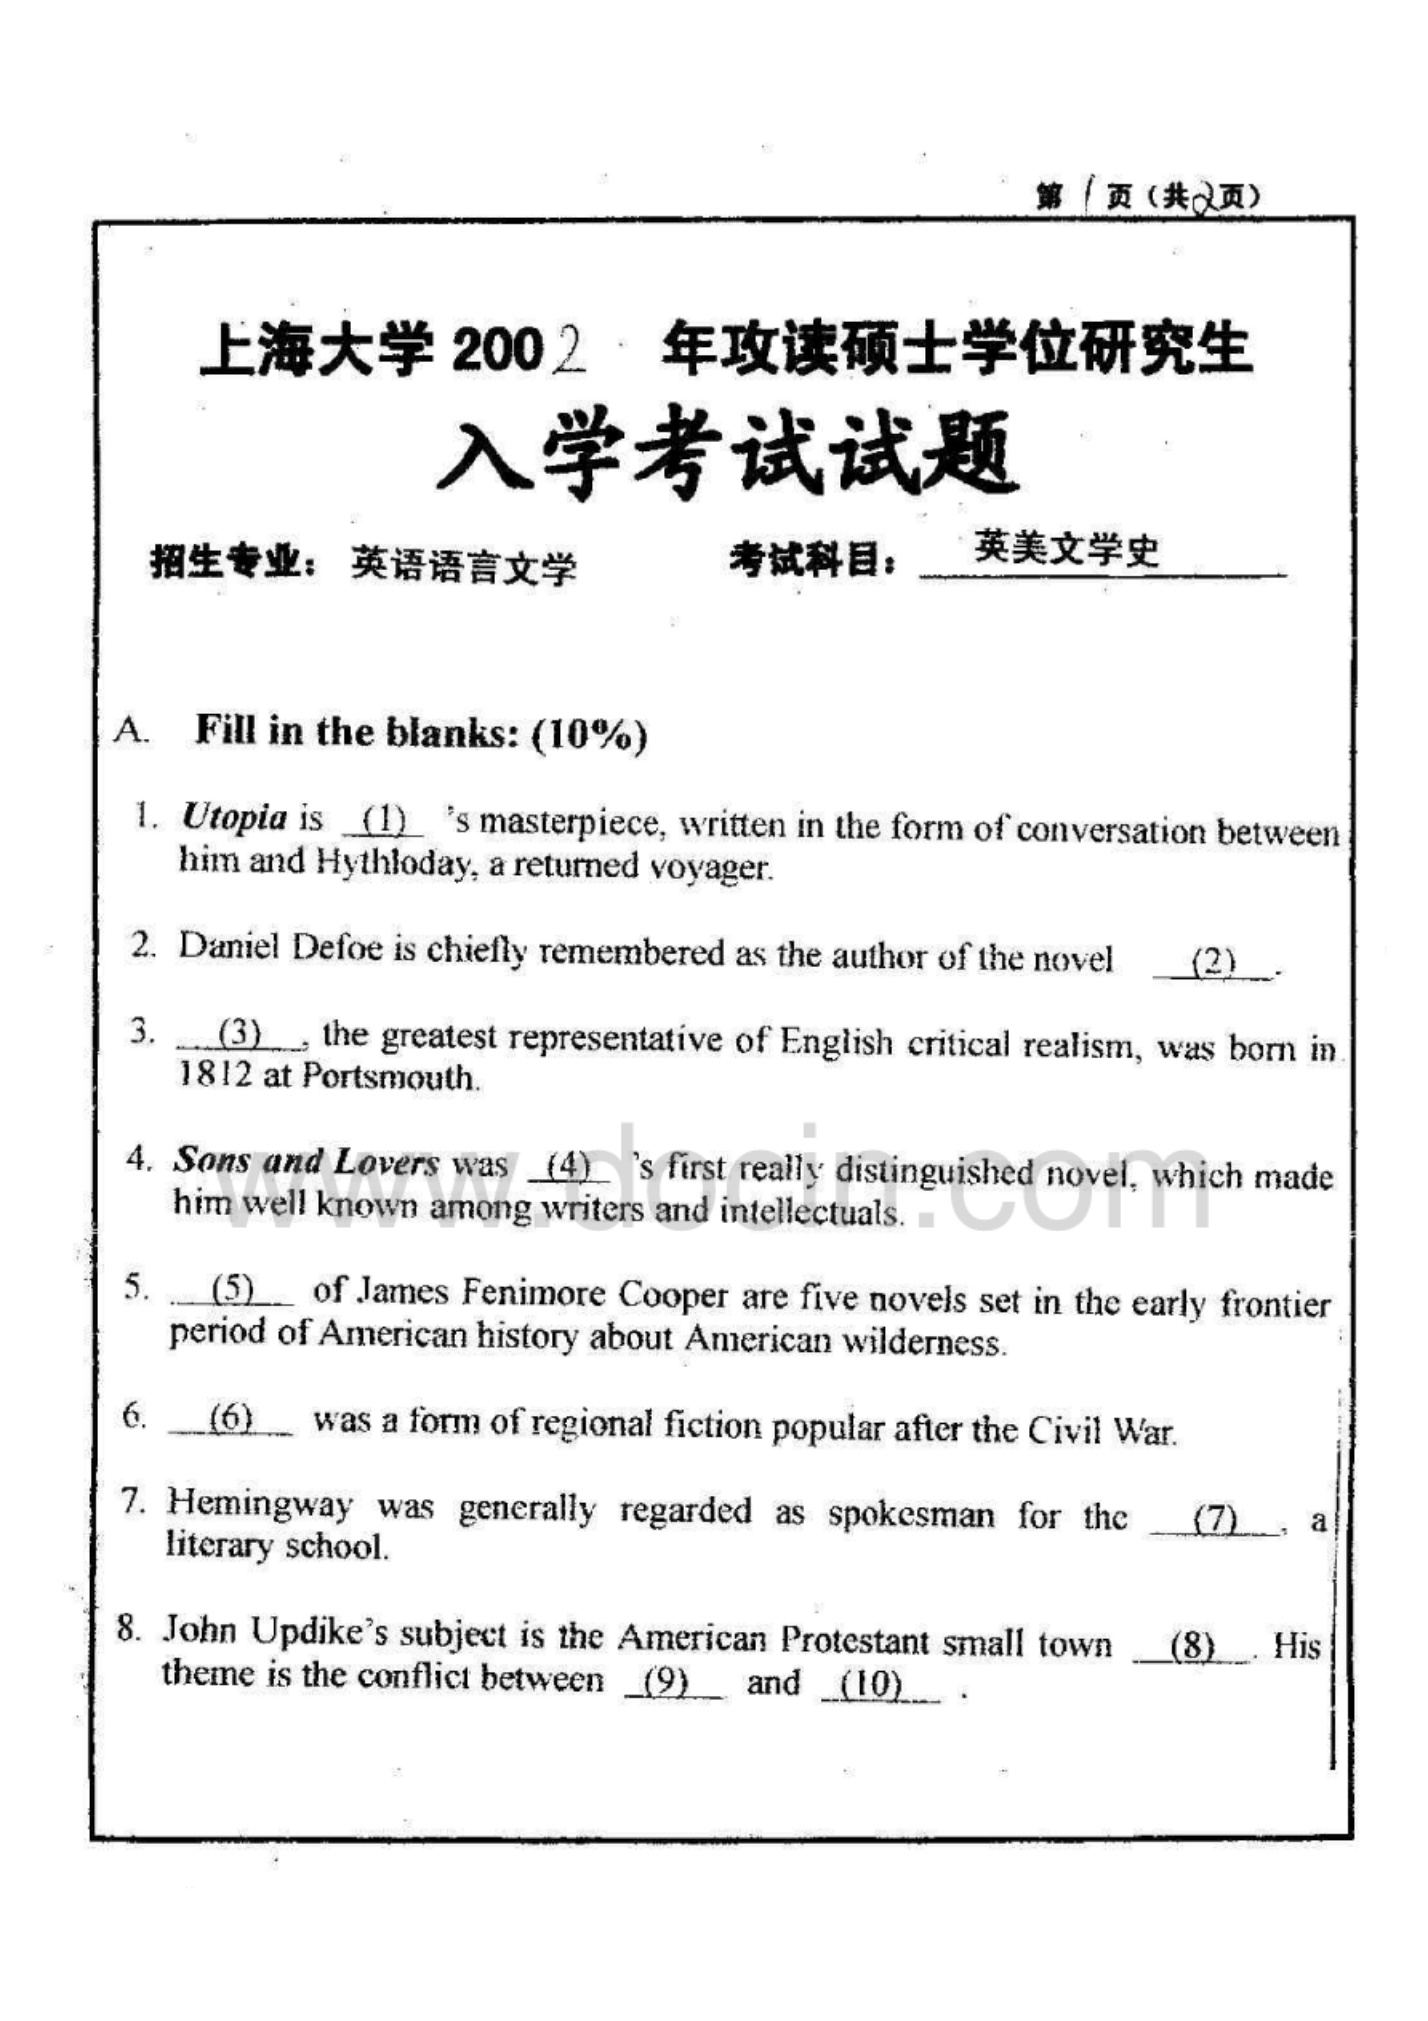 第1页（共2页）
上海大学2002年攻读硕士学位研究生
入学考试试题
招生专业： 英语语言文学 考试科目： 英美文学史
A. Fill in the blanks: (10%)
1. Utopia is (1) 's masterpiece, written in the form of conversation between
him and Hythloday, a returned voyager.
2. Daniel Defoe is chiefly remembered as the author of the novel (2) .
3. (3) , the greatest representative of English critical realism, was born in
1812 at Portsmouth.
4. Sons and Lovers was (4) 's first really distinguished novel, which made
him well known among writers and intellectuals.
www.docin.com
5. (5) of James Fenimore Cooper are five novels set in the early frontier
period of American history about American wilderness.
6. (6) was a form of regional fiction popular after the Civil War.
7. Hemingway was generally regarded as spokesman for the (7) , a
literary school.
8. John Updike's subject is the American Protestant small town (8) . His
theme is the conflict between (9) and (10) .